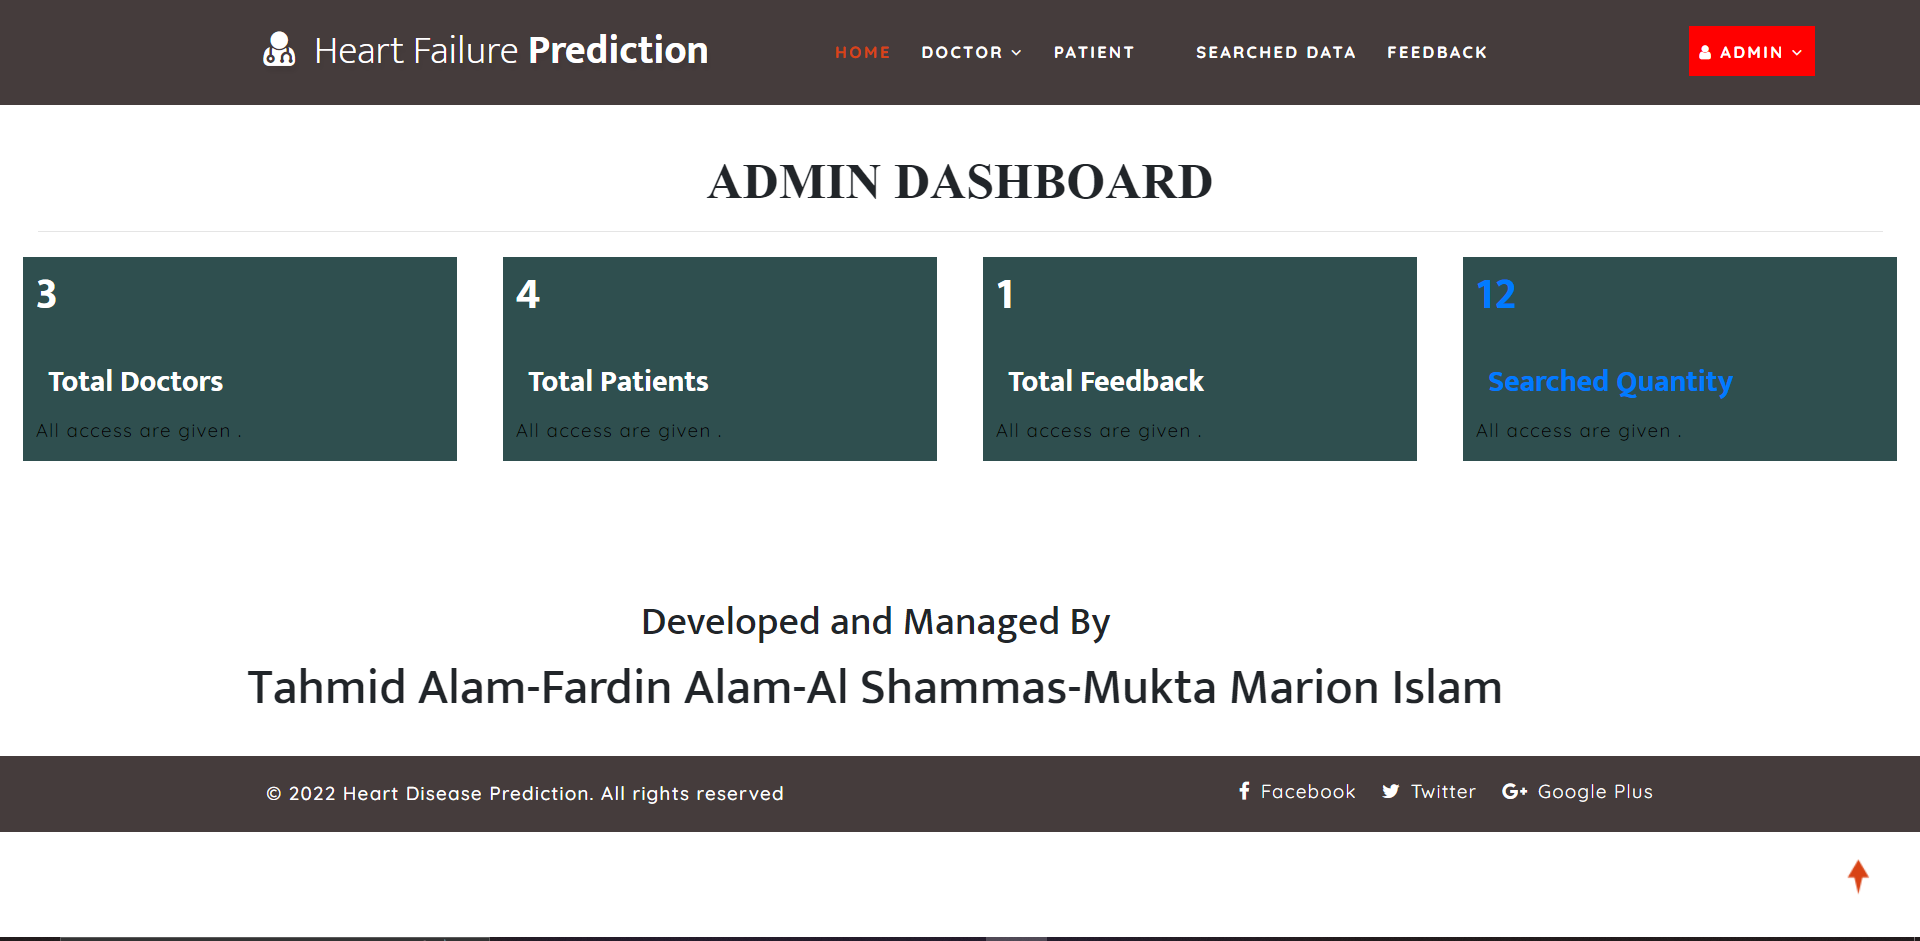 Heart Failure Prediction
HOME DOCTOR PATIENT SEARCHED DATA FEEDBACK
ADMIN
ADMIN DASHBOARD
3
Total Doctors
All access are given .
4
Total Patients
All access are given .
1
Total Feedback
All access are given .
12
Searched Quantity
All access are given .
Developed and Managed By
Tahmid Alam-Fardin Alam-Al Shammas-Mukta Marion Islam
© 2022 Heart Disease Prediction. All rights reserved
Facebook Twitter Google Plus